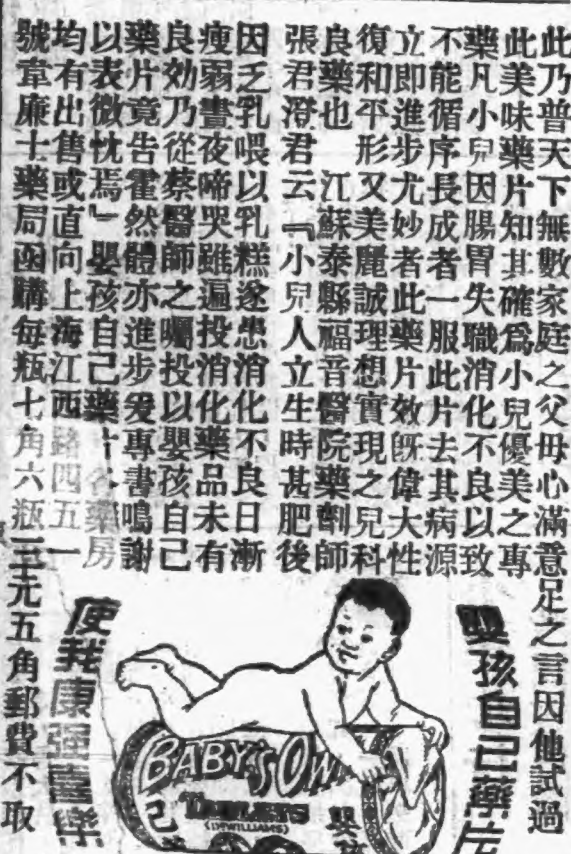 此乃普天下無數家庭之父母心滿意足之言因他試過
此美味藥片知其確爲小兒優美之專
藥凡小兒因腸胃失職消化不良以致
不能循序長成者一服此片去其病源
立即進步尤妙者此藥片效旣偉大性
復和平形又美麗誠理想實現之兒科
良藥也 江蘇泰縣福音醫院藥劑師
張君澄君云『小兒人立生時甚肥後
因乏乳喂以乳糕遂患消化不良日漸
瘦弱晝夜啼哭雖遍投消化藥品未有
良効乃從蔡醫師之囑投以嬰孩自己
藥片竟告霍然體亦進步爰專書鳴謝
以表微忱焉』嬰孩自己藥片各藥房
均有出售或直向上海江西路四五一
號韋廉士藥局函購每瓶七角六瓶三元五角郵費不取
嬰孩自己藥片
BABY'S OWN
TABLETS
(DRWILLIAMS)
嬰孩
己
使我康强喜樂